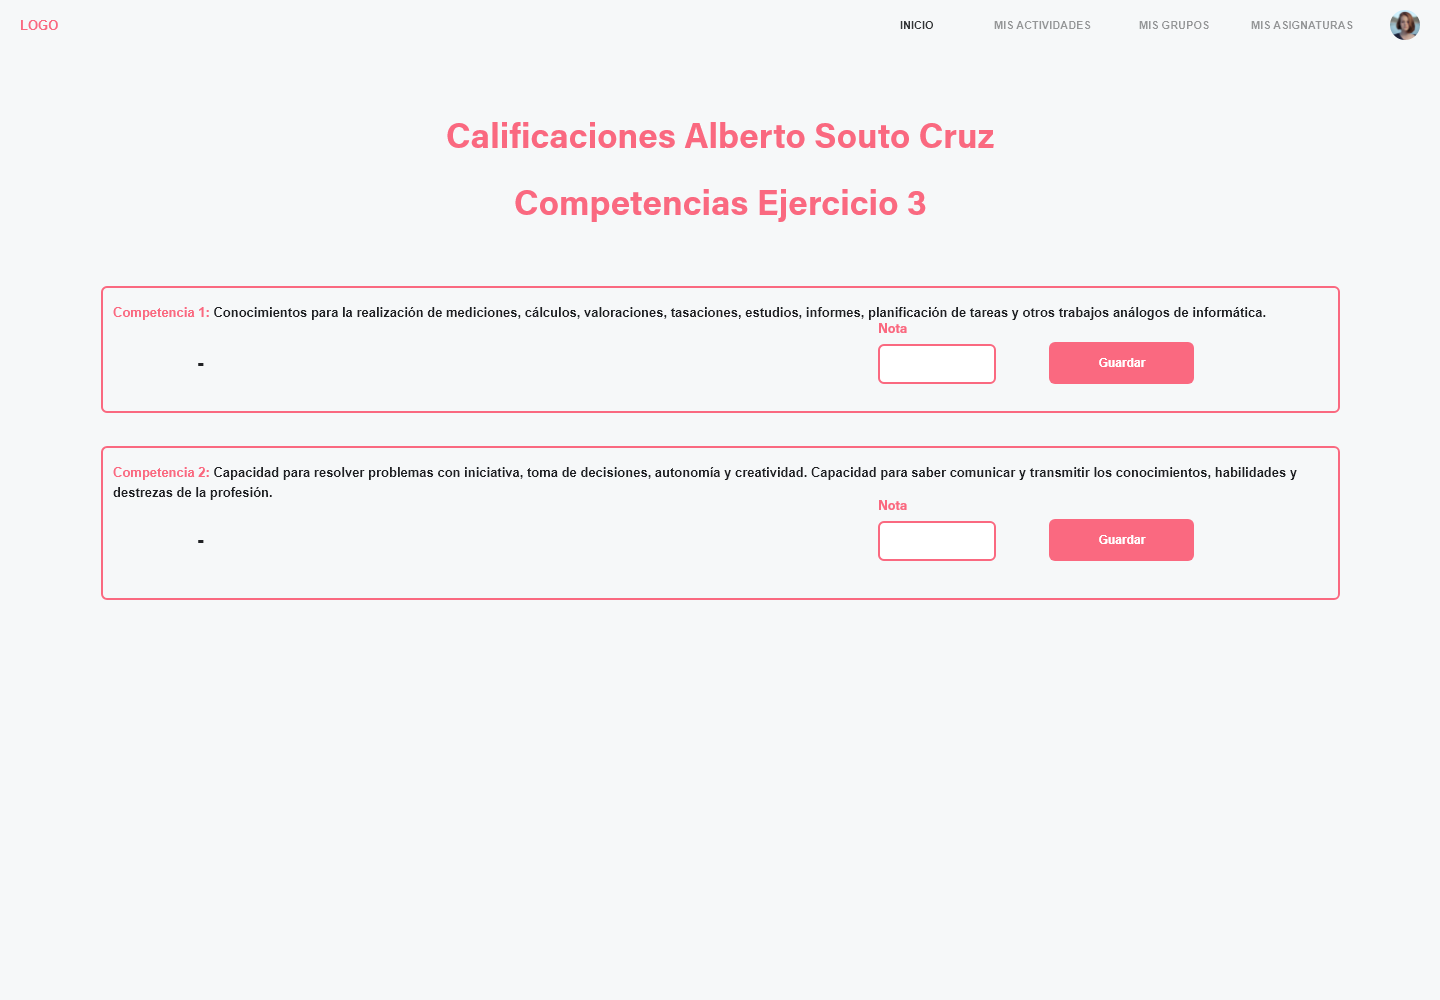 LOGO
INICIO
MIS ACTIVIDADES
MIS GRUPOS
MIS ASIGNATURAS
Calificaciones Alberto Souto Cruz
Competencias Ejercicio 3
Competencia 1: Conocimientos para la realización de mediciones, cálculos, valoraciones, tasaciones, estudios, informes, planificación de tareas y otros trabajos análogos de informática.
Nota
-
Guardar
Competencia 2: Capacidad para resolver problemas con iniciativa, toma de decisiones, autonomía y creatividad. Capacidad para saber comunicar y transmitir los conocimientos, habilidades y
destrezas de la profesión.
Nota
-
Guardar